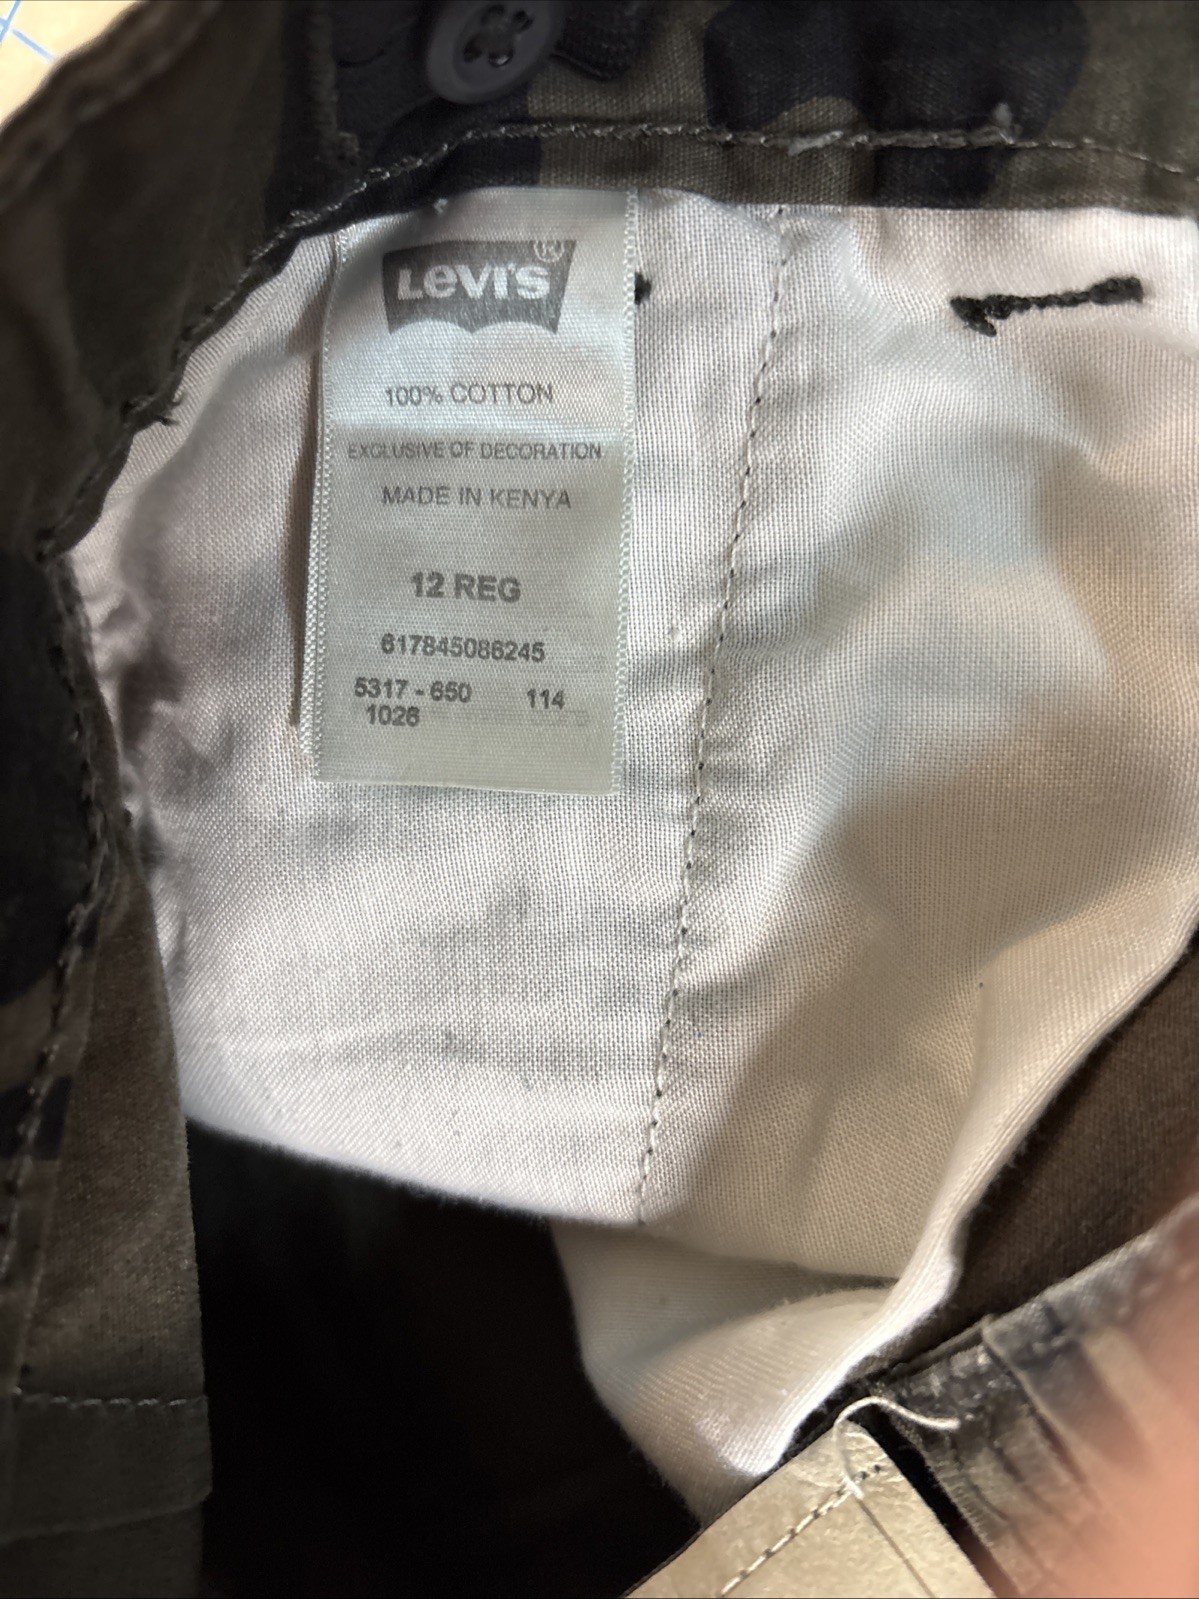 Levi's®
100% COTTON
EXCLUSIVE OF DECORATION
MADE IN KENYA
12 REG
617845086245
5317 - 650 114
1026